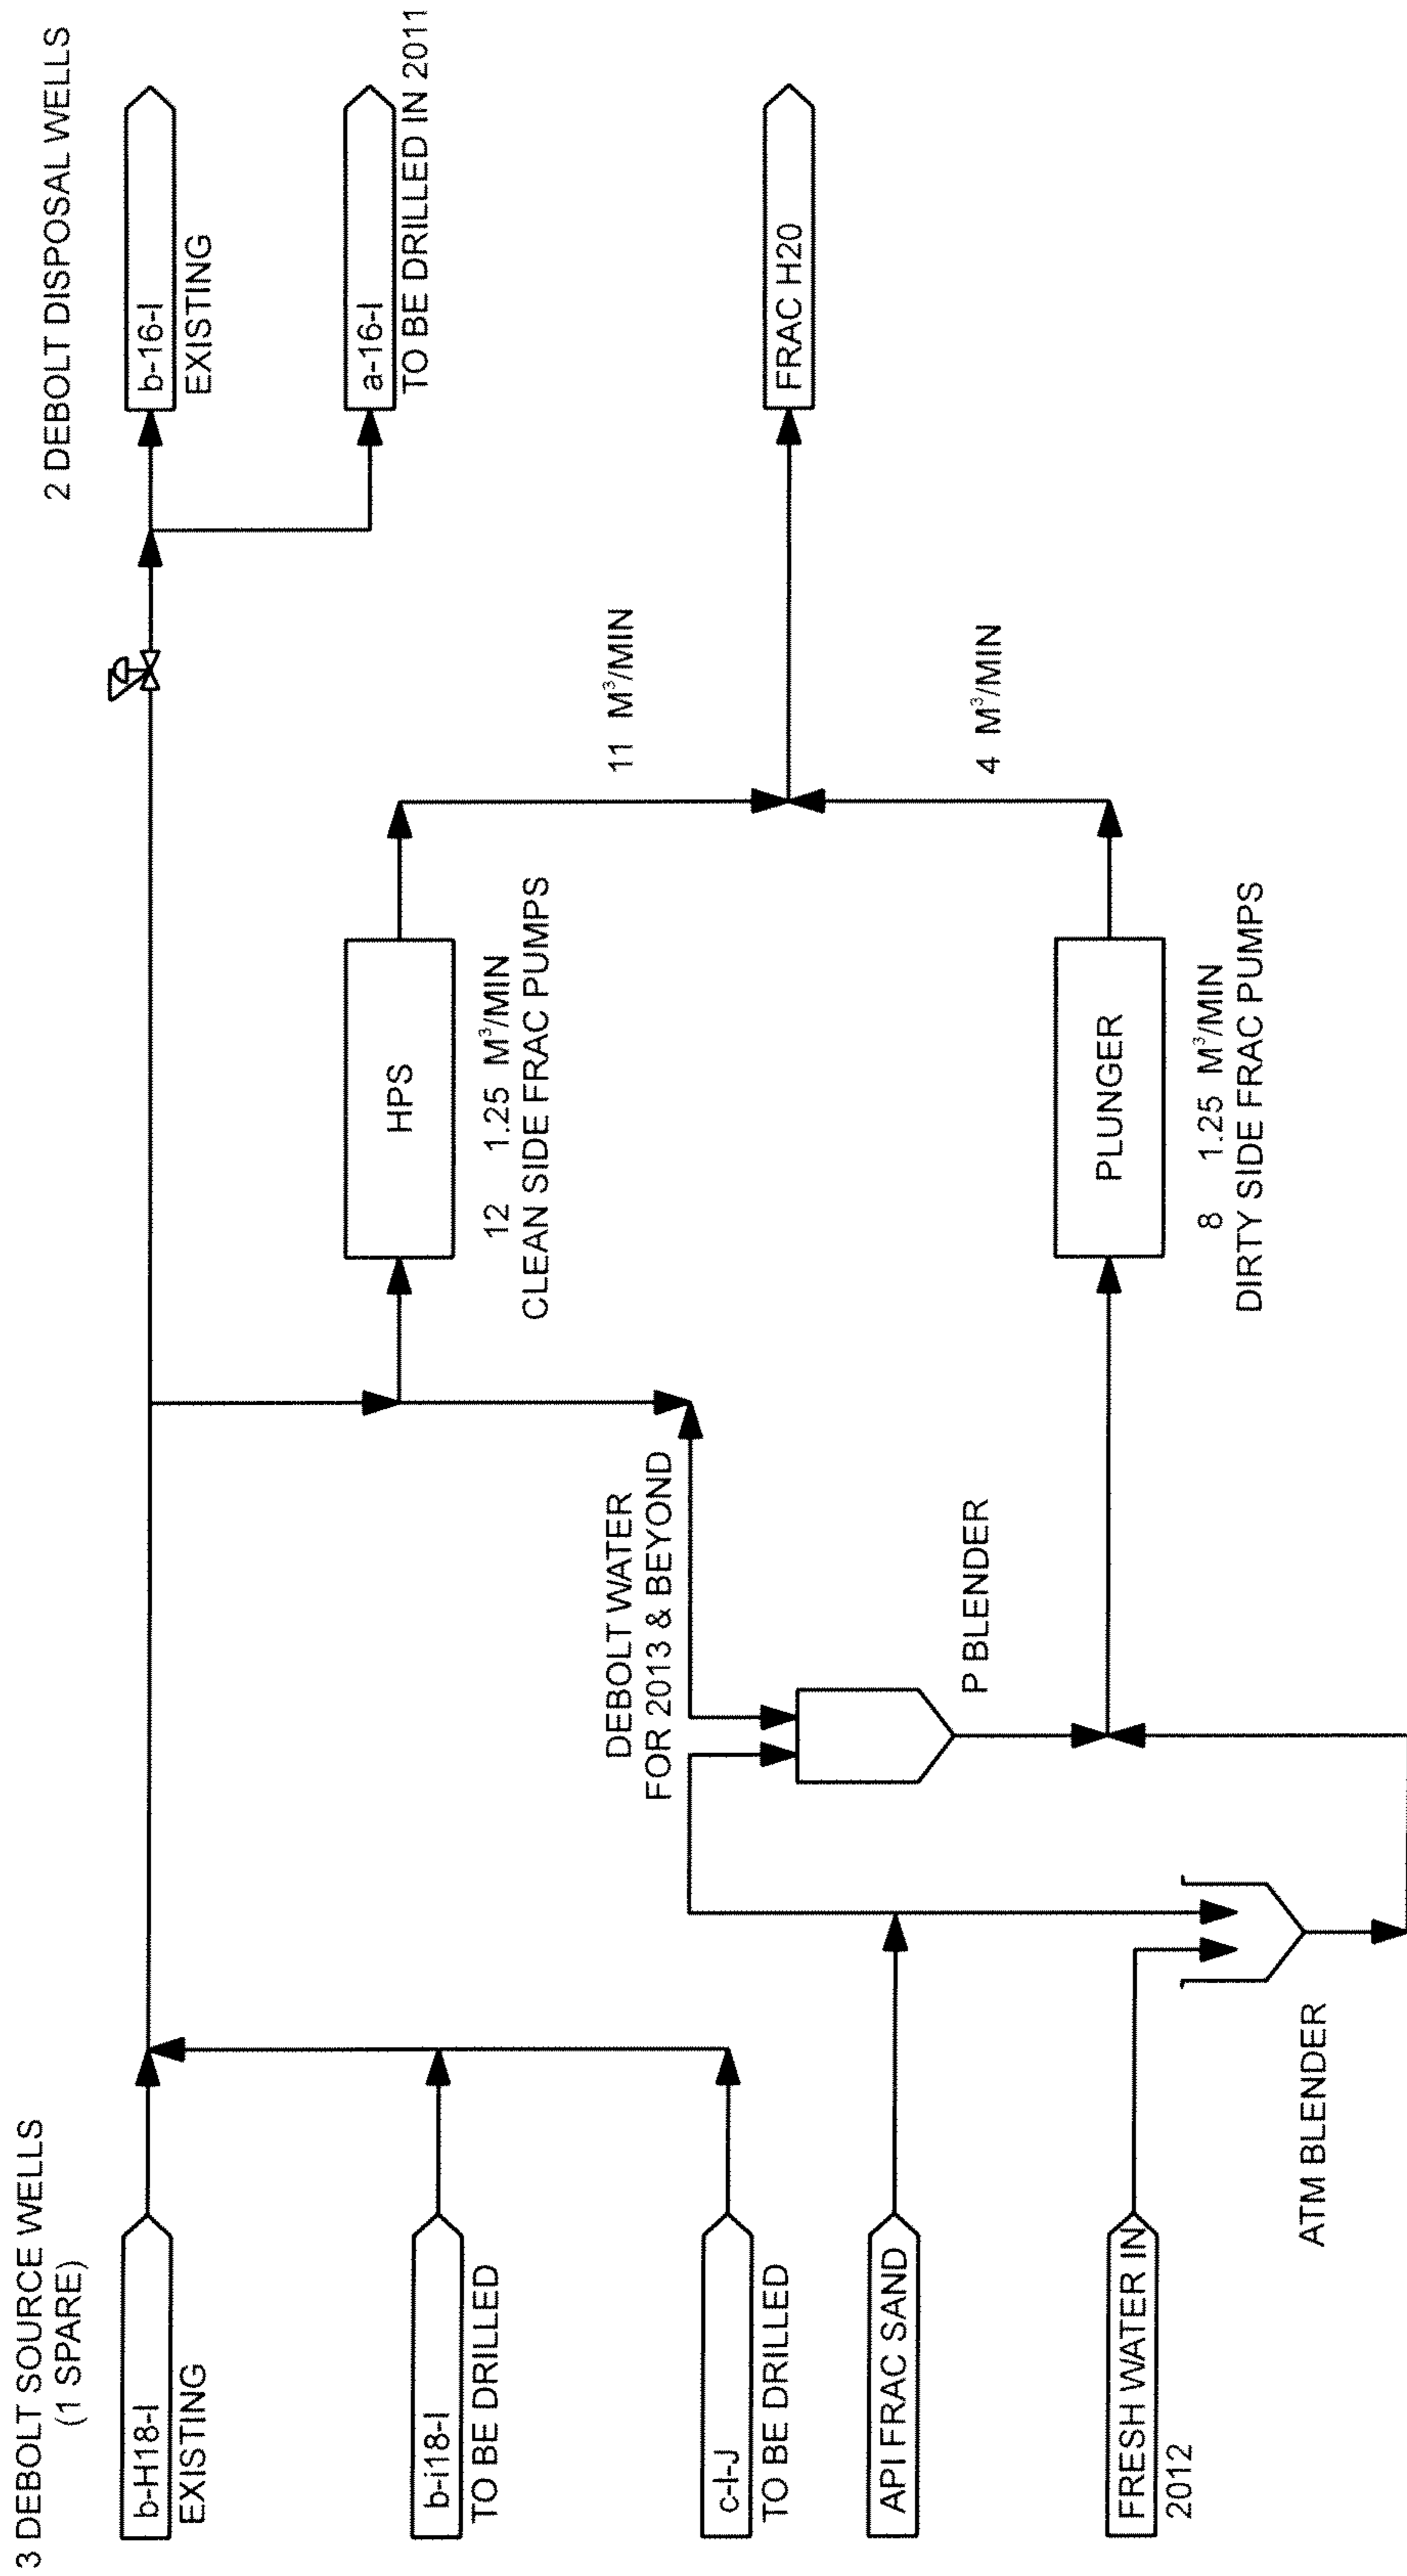 3 DEBOLT SOURCE WELLS
(1 SPARE)
b-H18-I
EXISTING
b-i18-I
TO BE DRILLED
c-I-J
TO BE DRILLED
API FRAC SAND
FRESH WATER IN
2012
ATM BLENDER
DEBOLT WATER
FOR 2013 & BEYOND
P BLENDER
HPS
12 1.25 M³/MIN
CLEAN SIDE FRAC PUMPS
PLUNGER
8 1.25 M³/MIN
DIRTY SIDE FRAC PUMPS
11 M³/MIN
4 M³/MIN
2 DEBOLT DISPOSAL WELLS
b-16-I
EXISTING
a-16-I
TO BE DRILLED IN 2011
FRAC H20